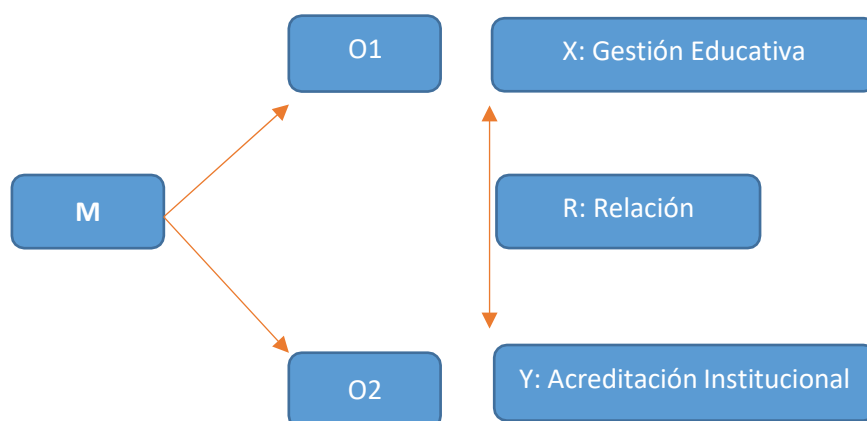 O1
X: Gestión Educativa
M
R: Relación
O2
Y: Acreditación Institucional